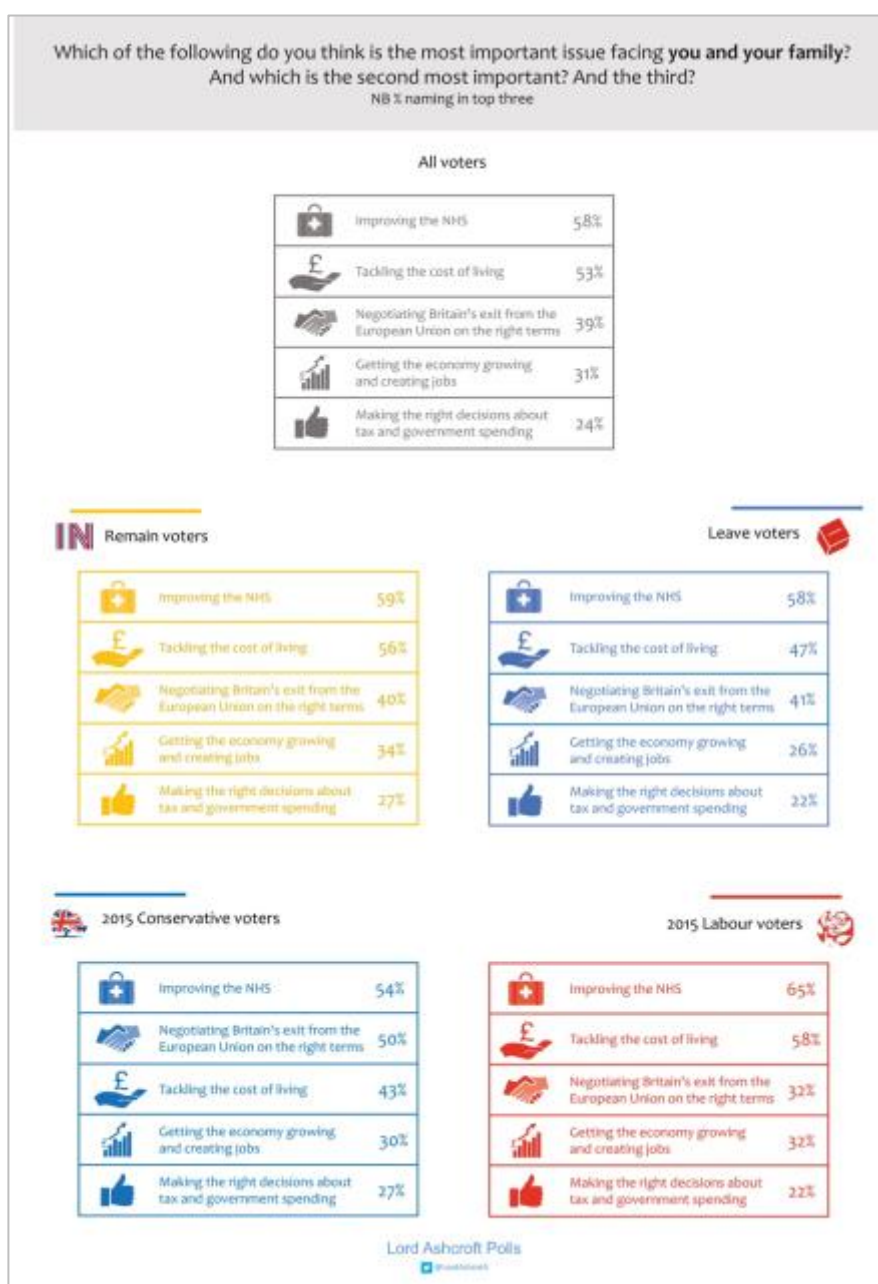 Which of the following do you think is the most important issue facing you and your family?
And which is the second most important? And the third?
NB % naming in top three
All voters
Improving the NHS 58%
£
Tackling the cost of living 53%
Negotiating Britain's exit from the
European Union on the right terms 39%
Getting the economy growing
and creating jobs 31%
Making the right decisions about
tax and government spending 24%
IN Remain voters
Improving the NHS 59%
£
Tackling the cost of living 56%
Negotiating Britain's exit from the
European Union on the right terms 40%
Getting the economy growing
and creating jobs 34%
Making the right decisions about
tax and government spending 27%
Leave voters
Improving the NHS 58%
£
Tackling the cost of living 47%
Negotiating Britain's exit from the
European Union on the right terms 41%
Getting the economy growing
and creating jobs 26%
Making the right decisions about
tax and government spending 22%
2015 Conservative voters
Improving the NHS 54%
Negotiating Britain's exit from the
European Union on the right terms 50%
£
Tackling the cost of living 43%
Getting the economy growing
and creating jobs 30%
Making the right decisions about
tax and government spending 27%
2015 Labour voters
Improving the NHS 65%
£
Tackling the cost of living 58%
Negotiating Britain's exit from the
European Union on the right terms 32%
Getting the economy growing
and creating jobs 32%
Making the right decisions about
tax and government spending 22%
Lord Ashcroft Polls